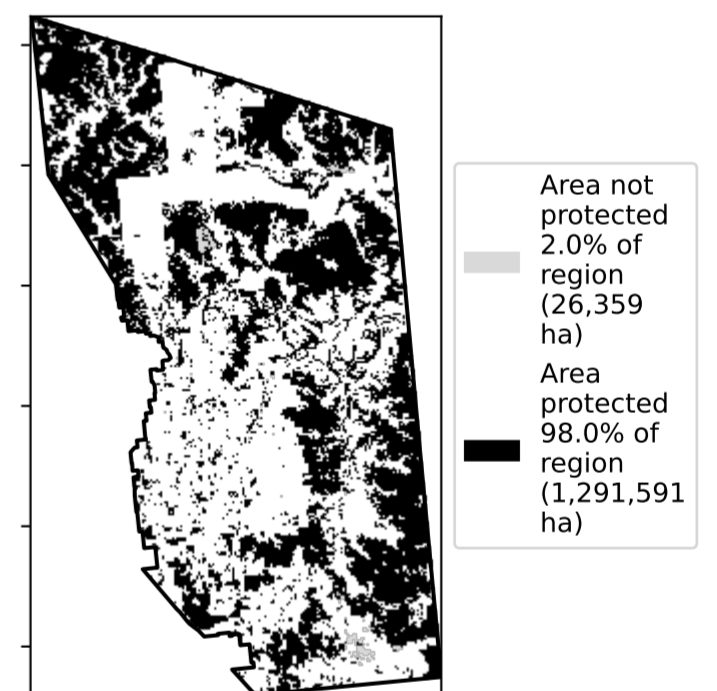 Area not
protected
2.0% of
region
(26,359
ha)
Area
protected
98.0% of
region
(1,291,591
ha)